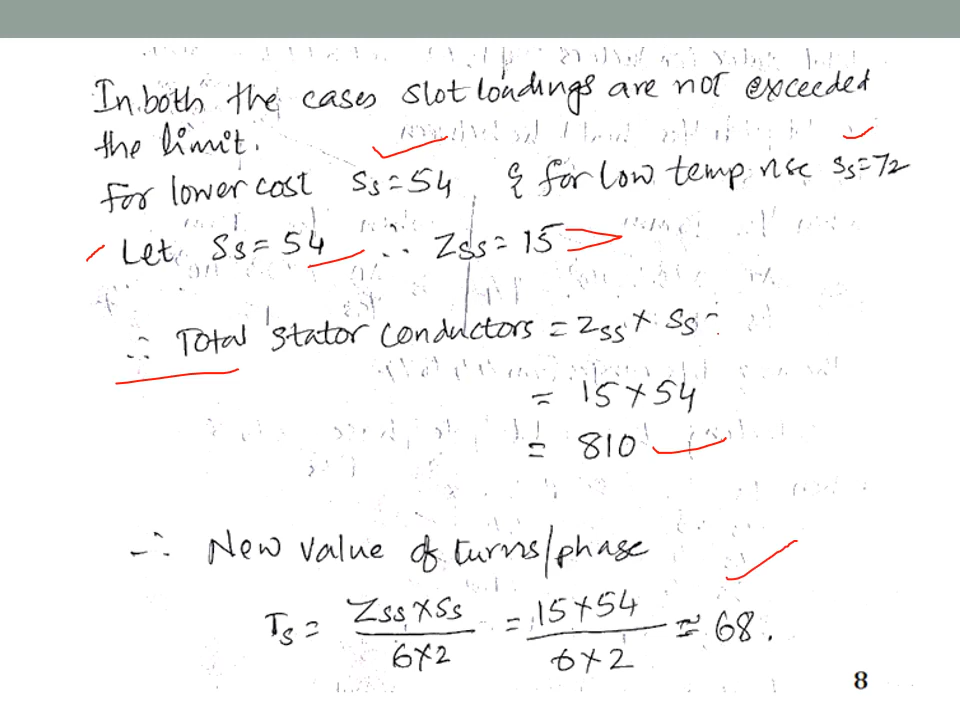 In both the cases slot loadings are not exceeded
the limit.
for lower cost Ss = 54 & for low temp rise Ss = 72
Let Ss = 54 ∴ Zss = 15
∴ Total stator conductors = Zss × Ss
= 15 × 54
= 810
∴ New value of turns/phase
Ts = Zss × Ss / 6×2 = 15×54 / 6×2 ≈ 68.
8